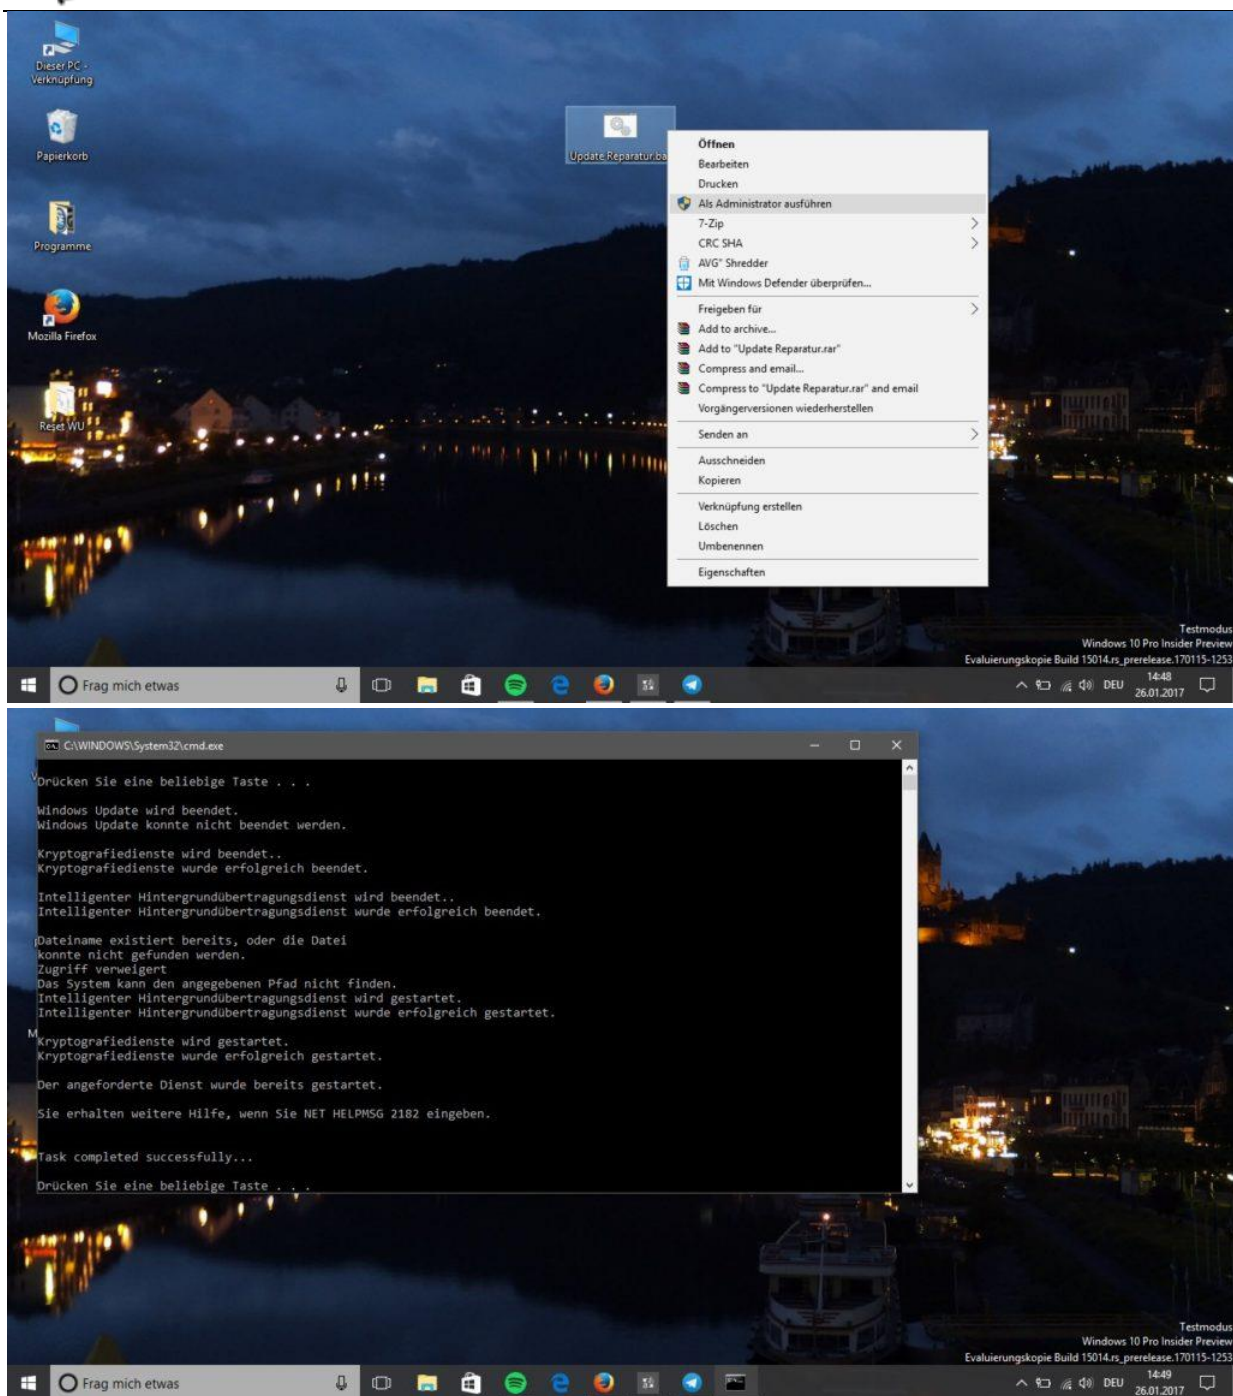 Dieser PC -
Verknüpfung
Papierkorb
Programme
Mozilla Firefox
Reset WU
Update Reparatur.ba
Öffnen
Bearbeiten
Drucken
Als Administrator ausführen
7-Zip
CRC SHA
AVG" Shredder
Mit Windows Defender überprüfen...
Freigeben für
Add to archive...
Add to "Update Reparatur.rar"
Compress and email...
Compress to "Update Reparatur.rar" and email
Vorgängerversionen wiederherstellen
Senden an
Ausschneiden
Kopieren
Verknüpfung erstellen
Löschen
Umbenennen
Eigenschaften
Testmodus
Windows 10 Pro Insider Preview
Evaluierungskopie Build 15014.rs_prerelease.170115-1253
Frag mich etwas
DEU
14:48
26.01.2017
C:\WINDOWS\System32\cmd.exe
Drücken Sie eine beliebige Taste . . .
Windows Update wird beendet.
Windows Update konnte nicht beendet werden.
Kryptografiedienste wird beendet..
Kryptografiedienste wurde erfolgreich beendet.
Intelligenter Hintergrundübertragungsdienst wird beendet..
Intelligenter Hintergrundübertragungsdienst wurde erfolgreich beendet.
Dateiname existiert bereits, oder die Datei
konnte nicht gefunden werden.
Zugriff verweigert
Das System kann den angegebenen Pfad nicht finden.
Intelligenter Hintergrundübertragungsdienst wird gestartet.
Intelligenter Hintergrundübertragungsdienst wurde erfolgreich gestartet.
Kryptografiedienste wird gestartet.
Kryptografiedienste wurde erfolgreich gestartet.
Der angeforderte Dienst wurde bereits gestartet.
Sie erhalten weitere Hilfe, wenn Sie NET HELPMSG 2182 eingeben.
Task completed successfully...
Drücken Sie eine beliebige Taste . . .
Testmodus
Windows 10 Pro Insider Preview
Evaluierungskopie Build 15014.rs_prerelease.170115-1253
Frag mich etwas
DEU
14:49
26.01.2017